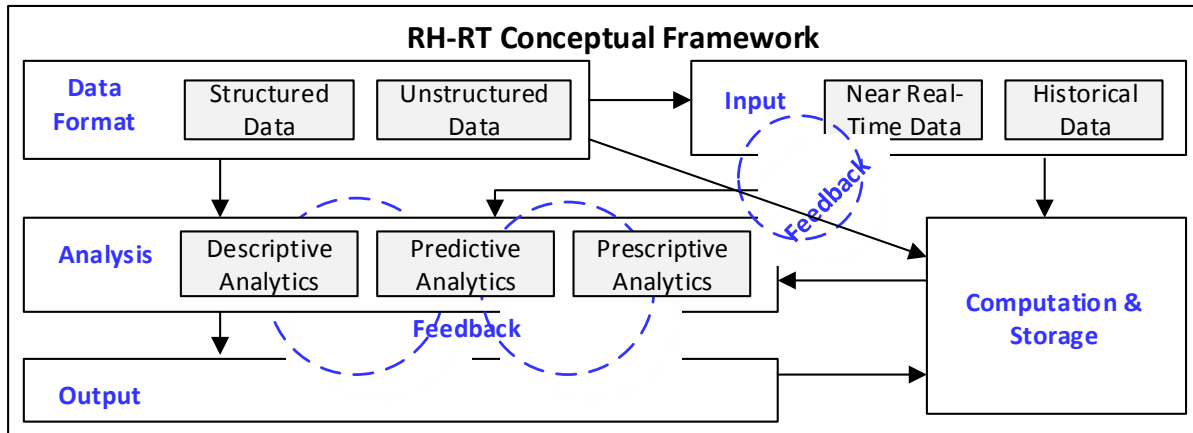 RH-RT Conceptual Framework
Data
Format
Structured
Data
Unstructured
Data
Input
Near Real-
Time Data
Historical
Data
Feedback
Analysis
Descriptive
Analytics
Predictive
Analytics
Prescriptive
Analytics
Feedback
Computation &
Storage
Output